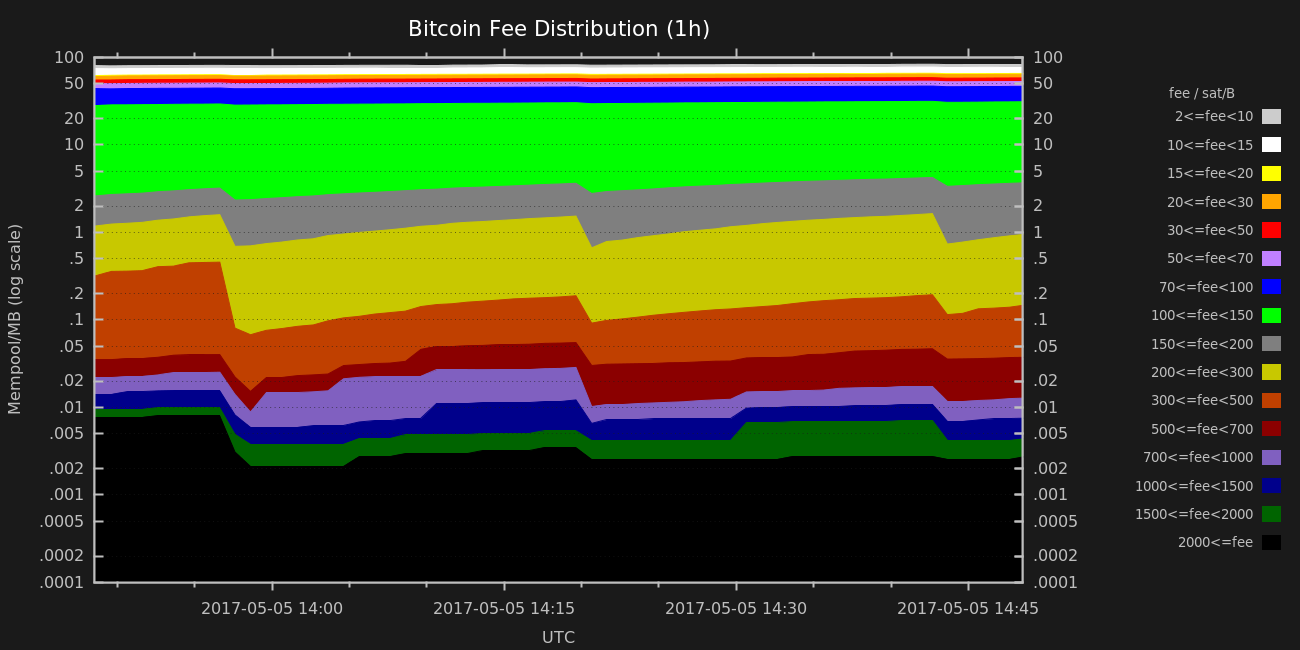 Bitcoin Fee Distribution (1h)
Mempool/MB (log scale)
100 100
50 50
20 20
10 10
5 5
2 2
1 1
.5 .5
.2 .2
.1 .1
.05 .05
.02 .02
.01 .01
.005 .005
.002 .002
.001 .001
.0005 .0005
.0002 .0002
.0001 .0001
2017-05-05 14:00 2017-05-05 14:15 2017-05-05 14:30 2017-05-05 14:45
UTC
fee / sat/B
2<=fee<10
10<=fee<15
15<=fee<20
20<=fee<30
30<=fee<50
50<=fee<70
70<=fee<100
100<=fee<150
150<=fee<200
200<=fee<300
300<=fee<500
500<=fee<700
700<=fee<1000
1000<=fee<1500
1500<=fee<2000
2000<=fee